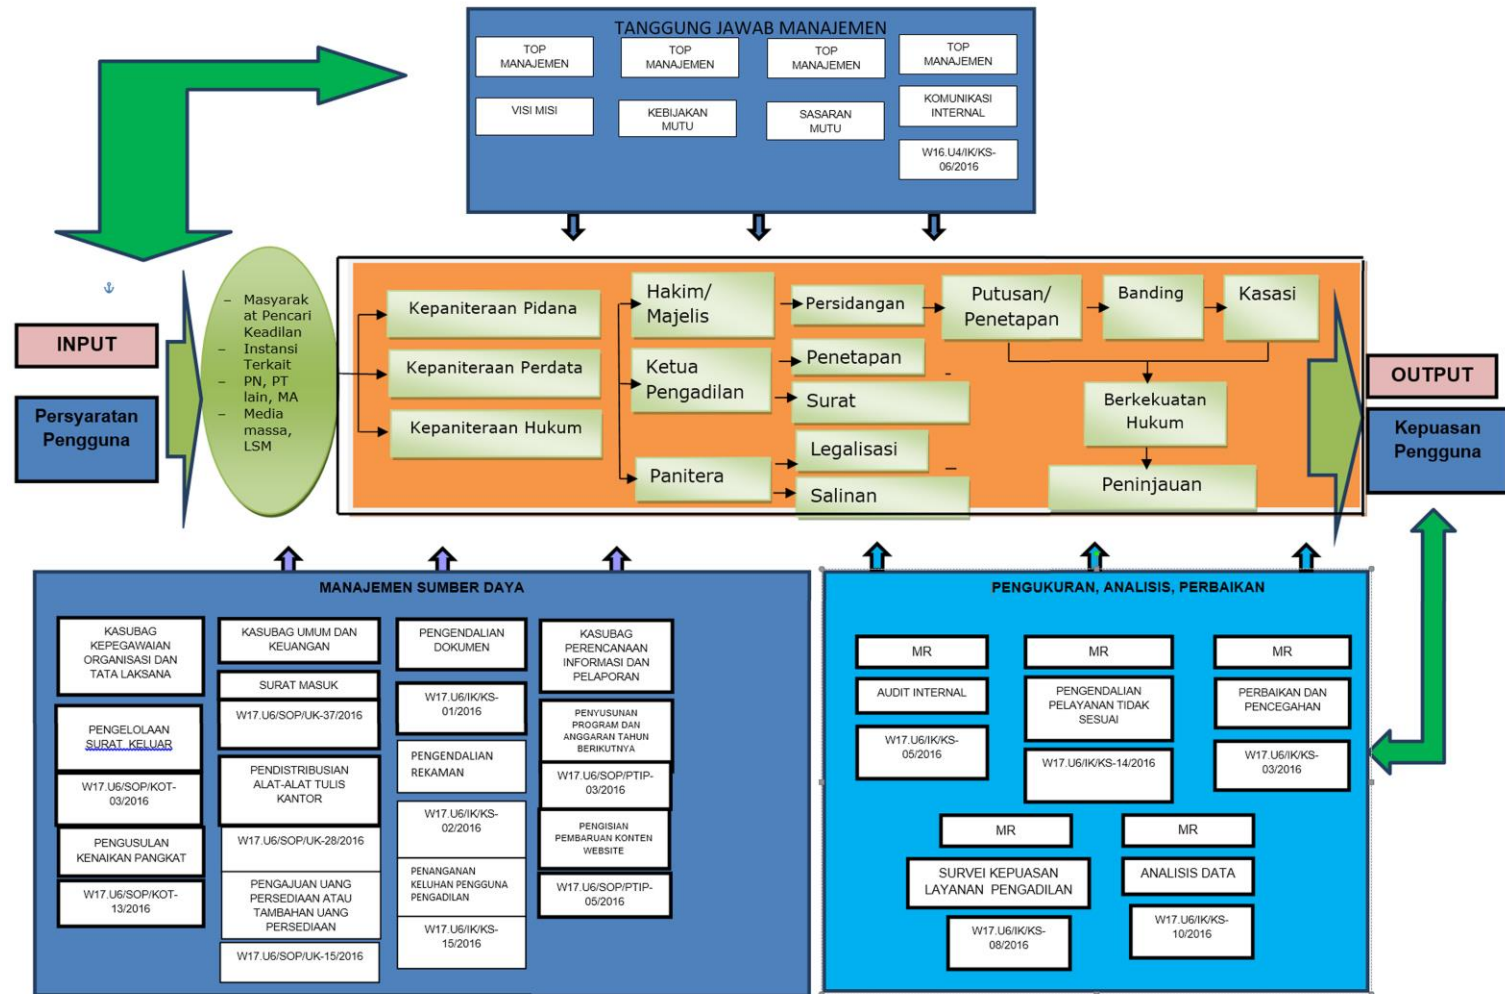 TANGGUNG JAWAB MANAJEMEN
TOP
MANAJEMEN
TOP
MANAJEMEN
TOP
MANAJEMEN
TOP
MANAJEMEN
VISI MISI
KEBIJAKAN
MUTU
SASARAN
MUTU
KOMUNIKASI
INTERNAL
W16.U4/IK/KS-
06/2016
INPUT
Persyaratan
Pengguna
– Masyarak
at Pencari
Keadilan
– Instansi
Terkait
– PN, PT
lain, MA
– Media
massa,
LSM
Kepaniteraan Pidana
Kepaniteraan Perdata
Kepaniteraan Hukum
Hakim/
Majelis
Ketua
Pengadilan
Panitera
Persidangan
Penetapan
Surat
Legalisasi
Salinan
Putusan/
Penetapan
Banding
Kasasi
Berkekuatan
Hukum
Peninjauan
OUTPUT
Kepuasan
Pengguna
MANAJEMEN SUMBER DAYA
KASUBAG
KEPEGAWAIAN
ORGANISASI DAN
TATA LAKSANA
PENGELOLAAN
SURAT KELUAR
W17.U6/SOP/KOT-
03/2016
PENGUSULAN
KENAIKAN PANGKAT
W17.U6/SOP/KOT-
13/2016
KASUBAG UMUM DAN
KEUANGAN
SURAT MASUK
W17.U6/SOP/UK-37/2016
PENDISTRIBUSIAN
ALAT-ALAT TULIS
KANTOR
W17.U6/SOP/UK-28/2016
PENGAJUAN UANG
PERSEDIAAN ATAU
TAMBAHAN UANG
PERSEDIAAN
W17.U6/SOP/UK-15/2016
PENGENDALIAN
DOKUMEN
W17.U6/IK/KS-
01/2016
PENGENDALIAN
REKAMAN
W17.U6/IK/KS-
02/2016
PENANGANAN
KELUHAN PENGGUNA
PENGADILAN
W17.U6/IK/KS-
15/2016
KASUBAG
PERENCANAAN
INFORMASI DAN
PELAPORAN
PENYUSUNAN
PROGRAM DAN
ANGGARAN TAHUN
BERIKUTNYA
W17.U6/SOP/PTIP-
03/2016
PENGISIAN
PEMBARUAN KONTEN
WEBSITE
W17.U6/SOP/PTIP-
05/2016
PENGUKURAN, ANALISIS, PERBAIKAN
MR
AUDIT INTERNAL
W17.U6/IK/KS-
05/2016
MR
PENGENDALIAN
PELAYANAN TIDAK
SESUAI
W17.U6/IK/KS-14/2016
MR
PERBAIKAN DAN
PENCEGAHAN
W17.U6/IK/KS-
03/2016
MR
SURVEI KEPUASAN
LAYANAN PENGADILAN
W17.U6/IK/KS-
08/2016
MR
ANALISIS DATA
W17.U6/IK/KS-
10/2016